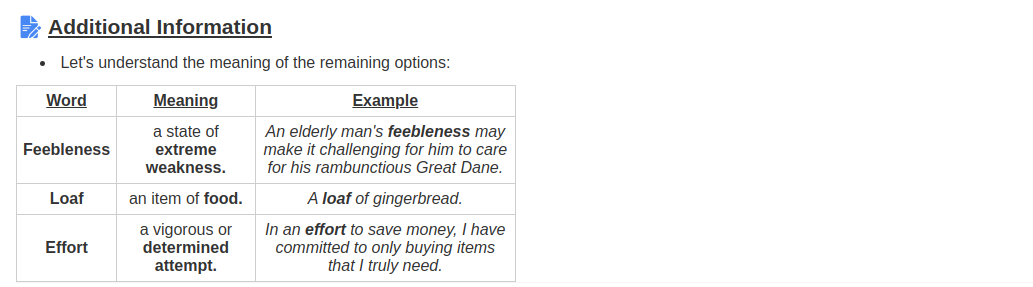 Additional Information
• Let's understand the meaning of the remaining options:
Word Meaning Example
Feebleness
a state of
extreme
weakness.
An elderly man's feebleness may
make it challenging for him to care
for his rambunctious Great Dane.
Loaf
an item of food.
A loaf of gingerbread.
Effort
a vigorous or
determined
attempt.
In an effort to save money, I have
committed to only buying items
that I truly need.